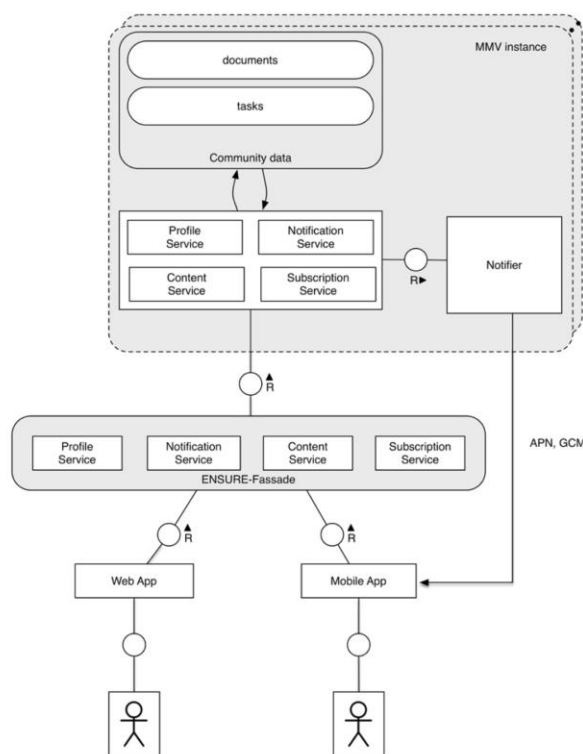 MMV instance
documents
tasks
Community data
Profile
Service
Notification
Service
Content
Service
Subscription
Service
R▶
Notifier
▲
R
Profile
Service
Notification
Service
Content
Service
Subscription
Service
ENSURE-Fassade
APN, GCM
▲
R
▲
R
Web App
Mobile App